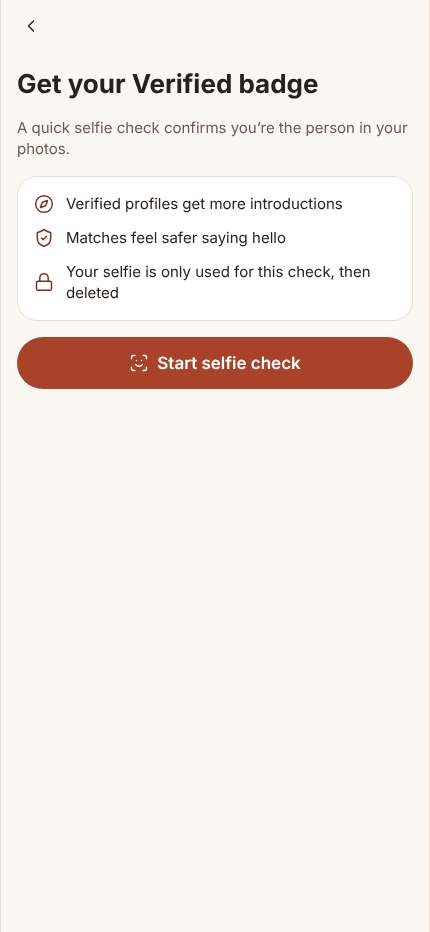 Get your Verified badge
A quick selfie check confirms you’re the person in your
photos.
Verified profiles get more introductions
Matches feel safer saying hello
Your selfie is only used for this check, then
deleted
Start selfie check